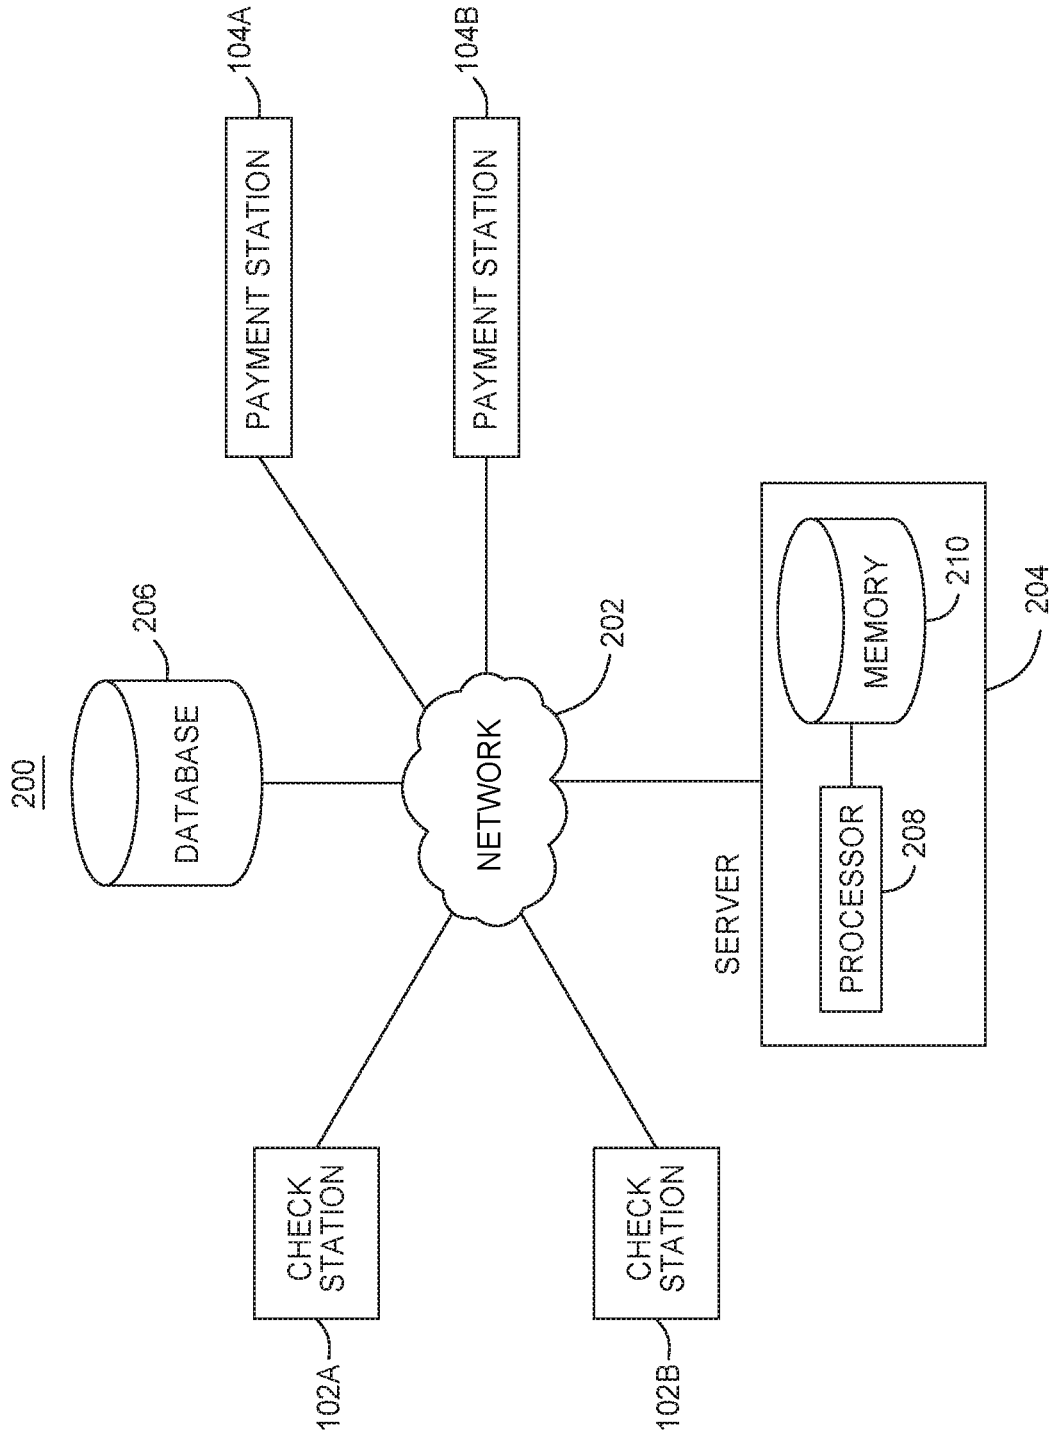 200
206
DATABASE
104A
PAYMENT STATION
104B
PAYMENT STATION
202
NETWORK
102A
CHECK
STATION
102B
CHECK
STATION
SERVER
PROCESSOR
208
MEMORY
210
204